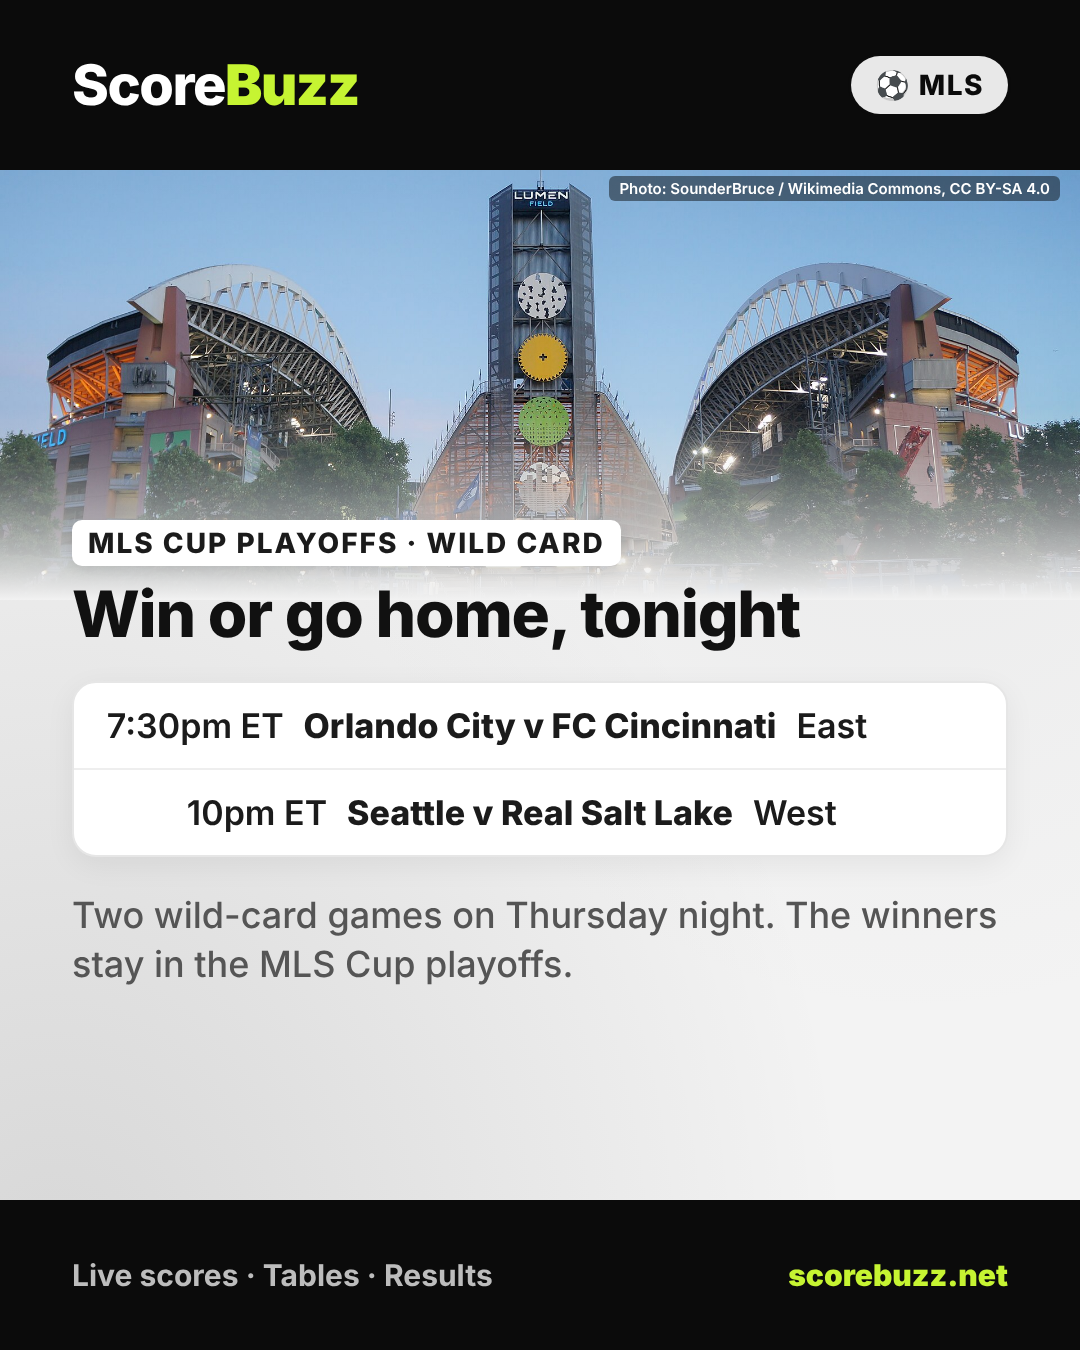 ScoreBuzz
⚽ MLS
Photo: SounderBruce / Wikimedia Commons, CC BY-SA 4.0
LUMEN
FIELD
MLS CUP PLAYOFFS · WILD CARD
Win or go home, tonight
7:30pm ET Orlando City v FC Cincinnati East
10pm ET Seattle v Real Salt Lake West
Two wild-card games on Thursday night. The winners
stay in the MLS Cup playoffs.
Live scores · Tables · Results
scorebuzz.net